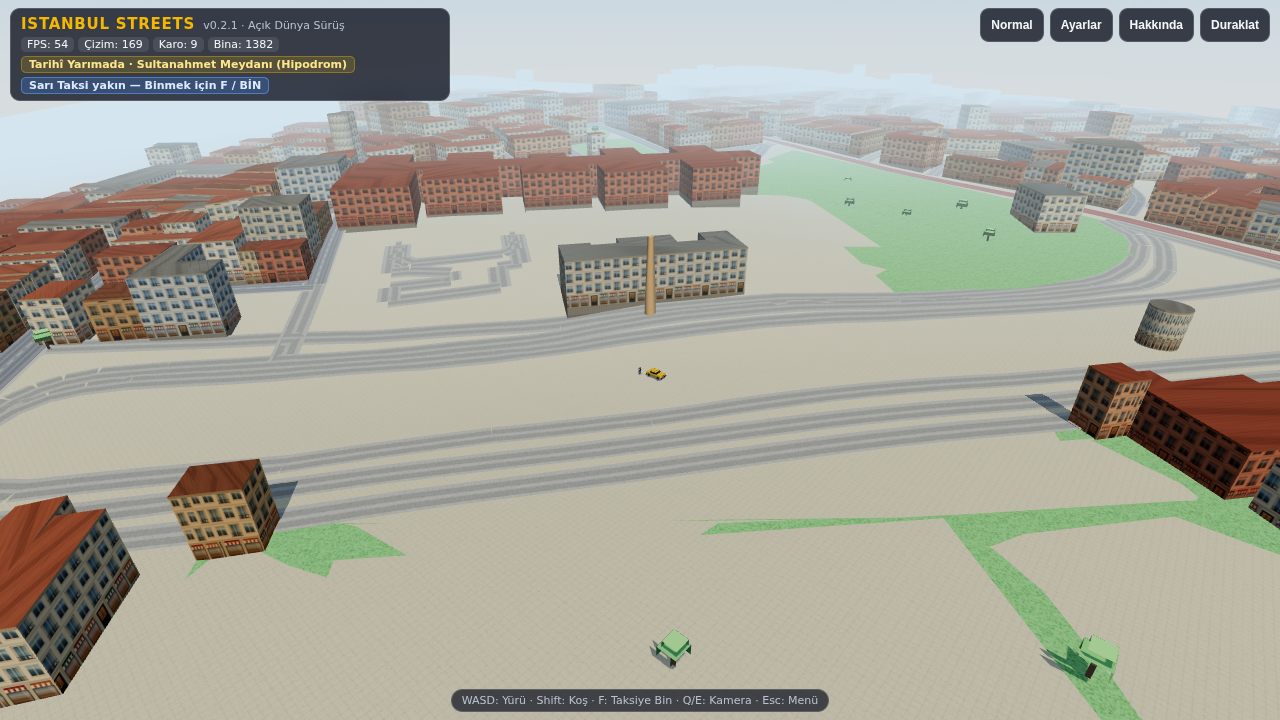 ISTANBUL STREETS v0.2.1 · Açık Dünya Sürüş
FPS: 54 Çizim: 169 Karo: 9 Bina: 1382
Tarihî Yarımada · Sultanahmet Meydanı (Hipodrom)
Sarı Taksi yakın — Binmek için F / BİN
Normal Ayarlar Hakkında Duraklat
WASD: Yürü · Shift: Koş · F: Taksiye Bin · Q/E: Kamera · Esc: Menü